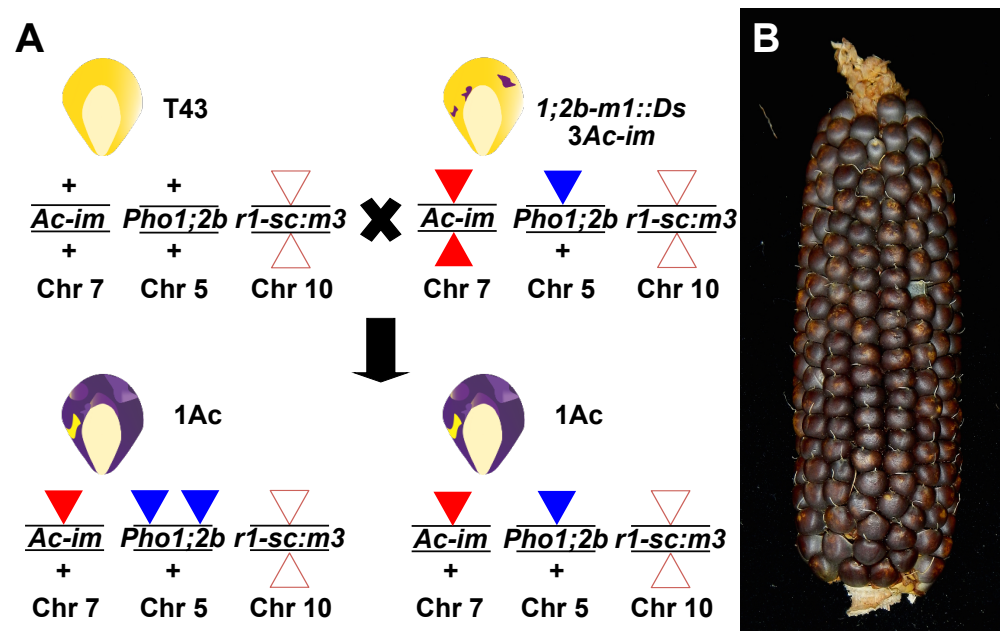 A
B
T43
1;2b-m1::Ds
3Ac-im
+ +
Ac-im Pho1;2b r1-sc:m3 Ac-im Pho1;2b r1-sc:m3
+ + +
Chr 7 Chr 5 Chr 10 Chr 7 Chr 5 Chr 10
1Ac 1Ac
Ac-im Pho1;2b r1-sc:m3 Ac-im Pho1;2b r1-sc:m3
+ + + +
Chr 7 Chr 5 Chr 10 Chr 7 Chr 5 Chr 10